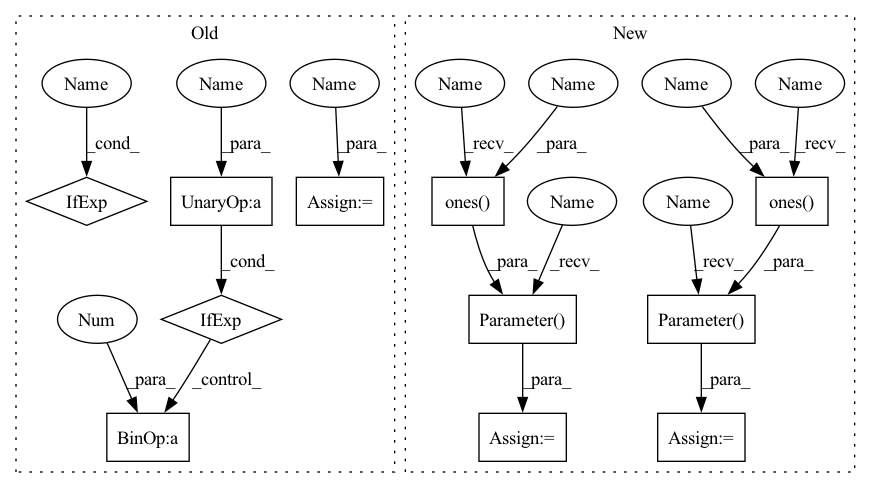 Old
New
Name
Name
Name
Name
Name
Name
Name
_cond_
_para_
_para_
_recv_
_para_
_para_
_recv_
IfExp
UnaryOp:a
Assign:=
ones()
Name
Name
ones()
_cond_
_para_
_recv_
_recv_
_para_
Num
IfExp
Parameter()
Parameter()
_para_
_control_
_para_
_para_
BinOp:a
Assign:=
Assign:=